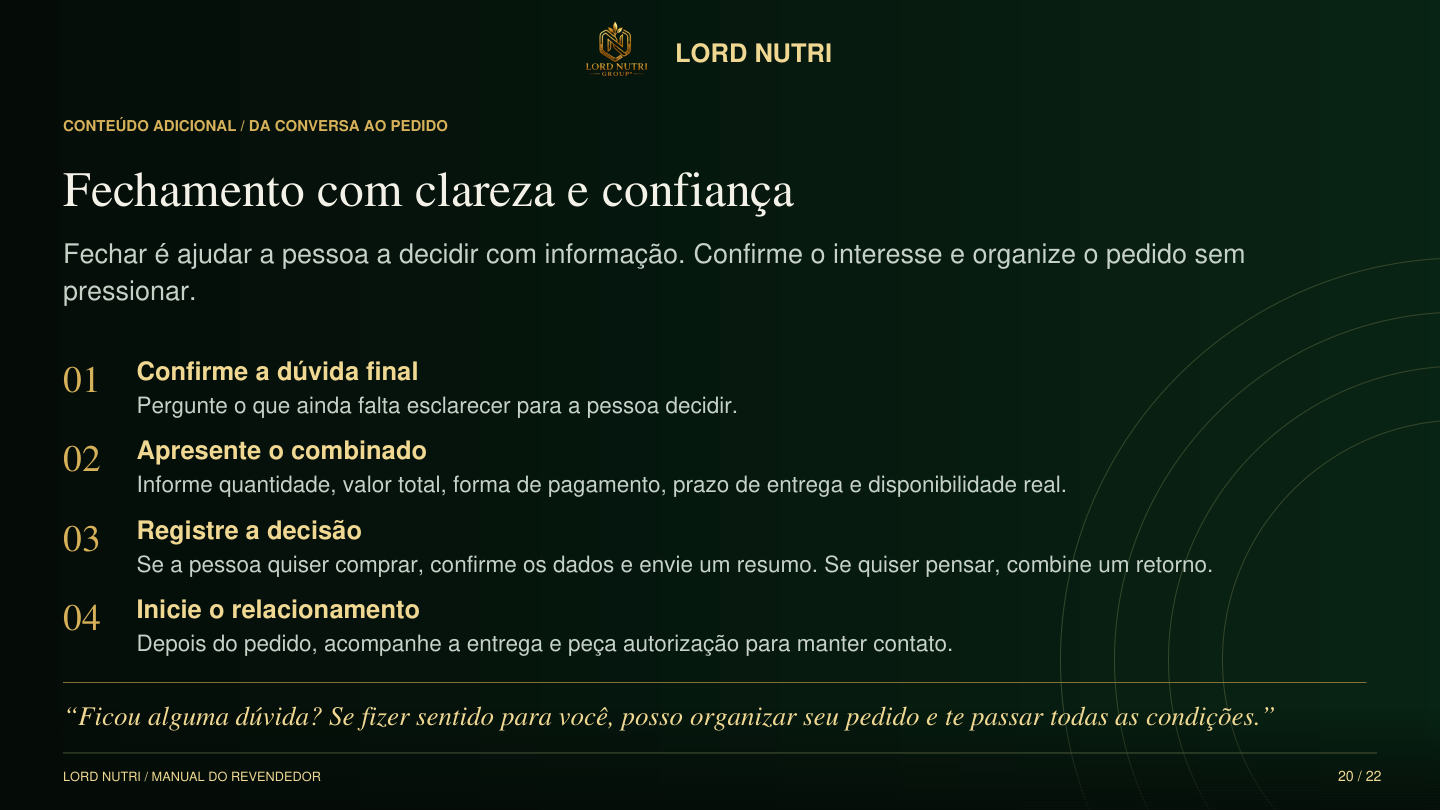 LORD NUTRI
GROUP
LORD NUTRI
CONTEÚDO ADICIONAL / DA CONVERSA AO PEDIDO
Fechamento com clareza e confiança
Fechar é ajudar a pessoa a decidir com informação. Confirme o interesse e organize o pedido sem
pressionar.
01
Confirme a dúvida final
Pergunte o que ainda falta esclarecer para a pessoa decidir.
02
Apresente o combinado
Informe quantidade, valor total, forma de pagamento, prazo de entrega e disponibilidade real.
03
Registre a decisão
Se a pessoa quiser comprar, confirme os dados e envie um resumo. Se quiser pensar, combine um retorno.
04
Inicie o relacionamento
Depois do pedido, acompanhe a entrega e peça autorização para manter contato.
“Ficou alguma dúvida? Se fizer sentido para você, posso organizar seu pedido e te passar todas as condições.”
LORD NUTRI / MANUAL DO REVENDEDOR
20 / 22